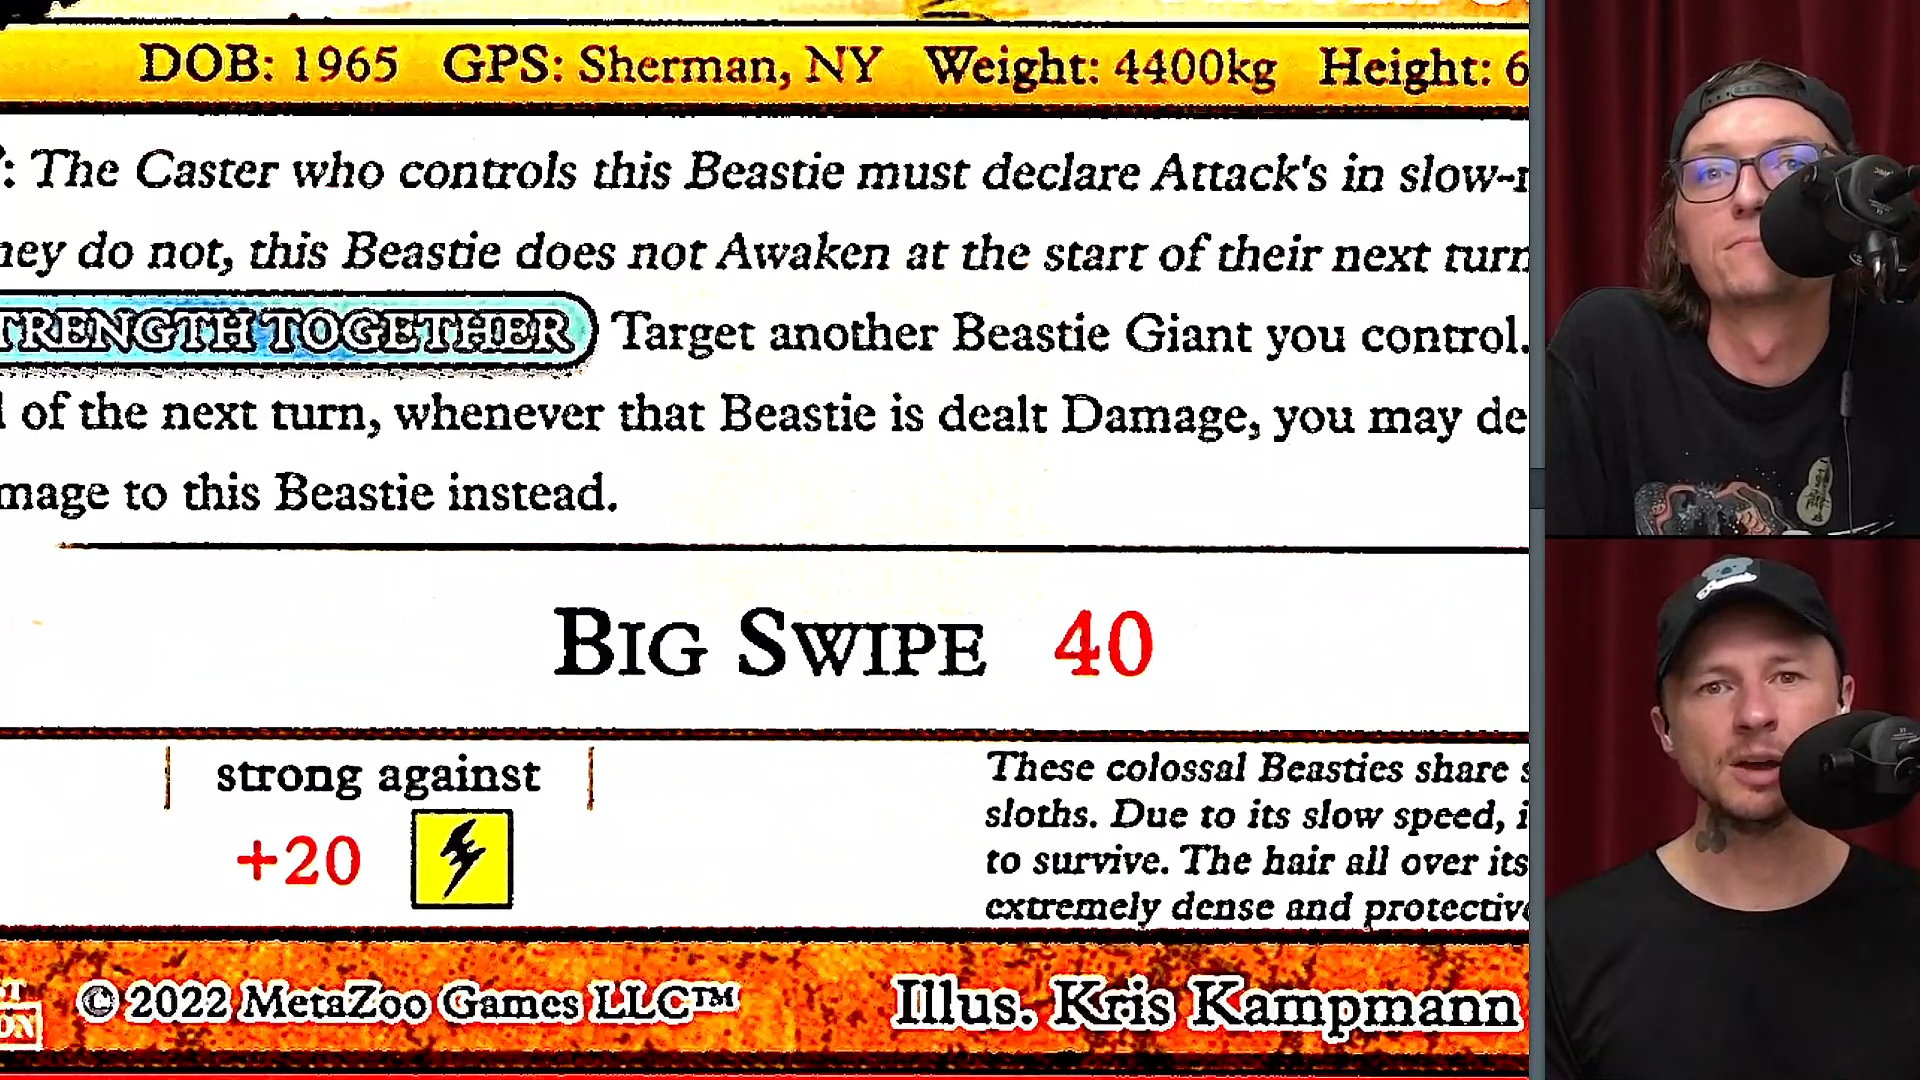 DOB: 1965 GPS: Sherman, NY Weight: 4400kg Height: 6
: The Caster who controls this Beastie must declare Attack's in slow-
hey do not, this Beastie does not Awaken at the start of their next turn
TRENGTH TOGETHER Target another Beastie Giant you control.
of the next turn, whenever that Beastie is dealt Damage, you may de
mage to this Beastie instead.
BIG SWIPE 40
strong against
+20
These colossal Beasties share s
sloths. Due to its slow speed, i
to survive. The hair all over its
extremely dense and protective
© 2022 MetaZoo Games LLC™
Illus. Kris Kampmann